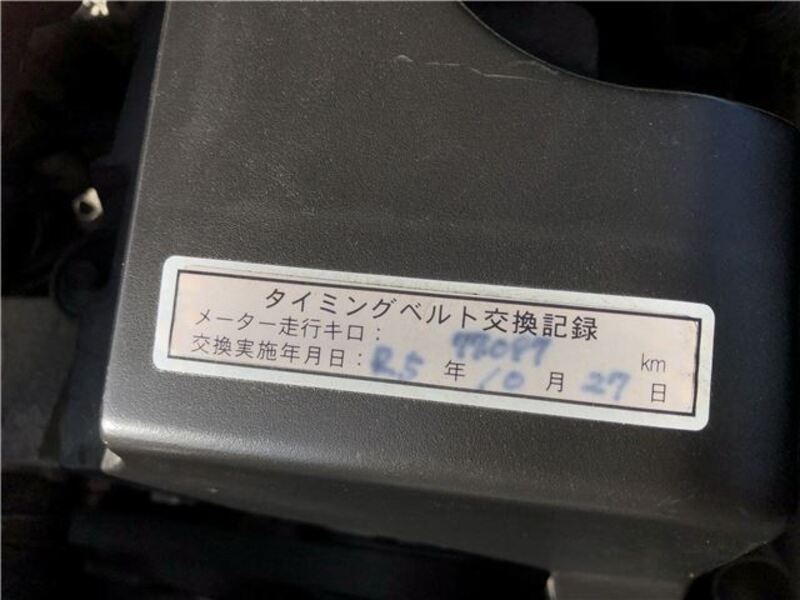 タイミングベルト交換記録
メーター走行キロ: km
交換実施年月日: R.5 年 10 月 27 日